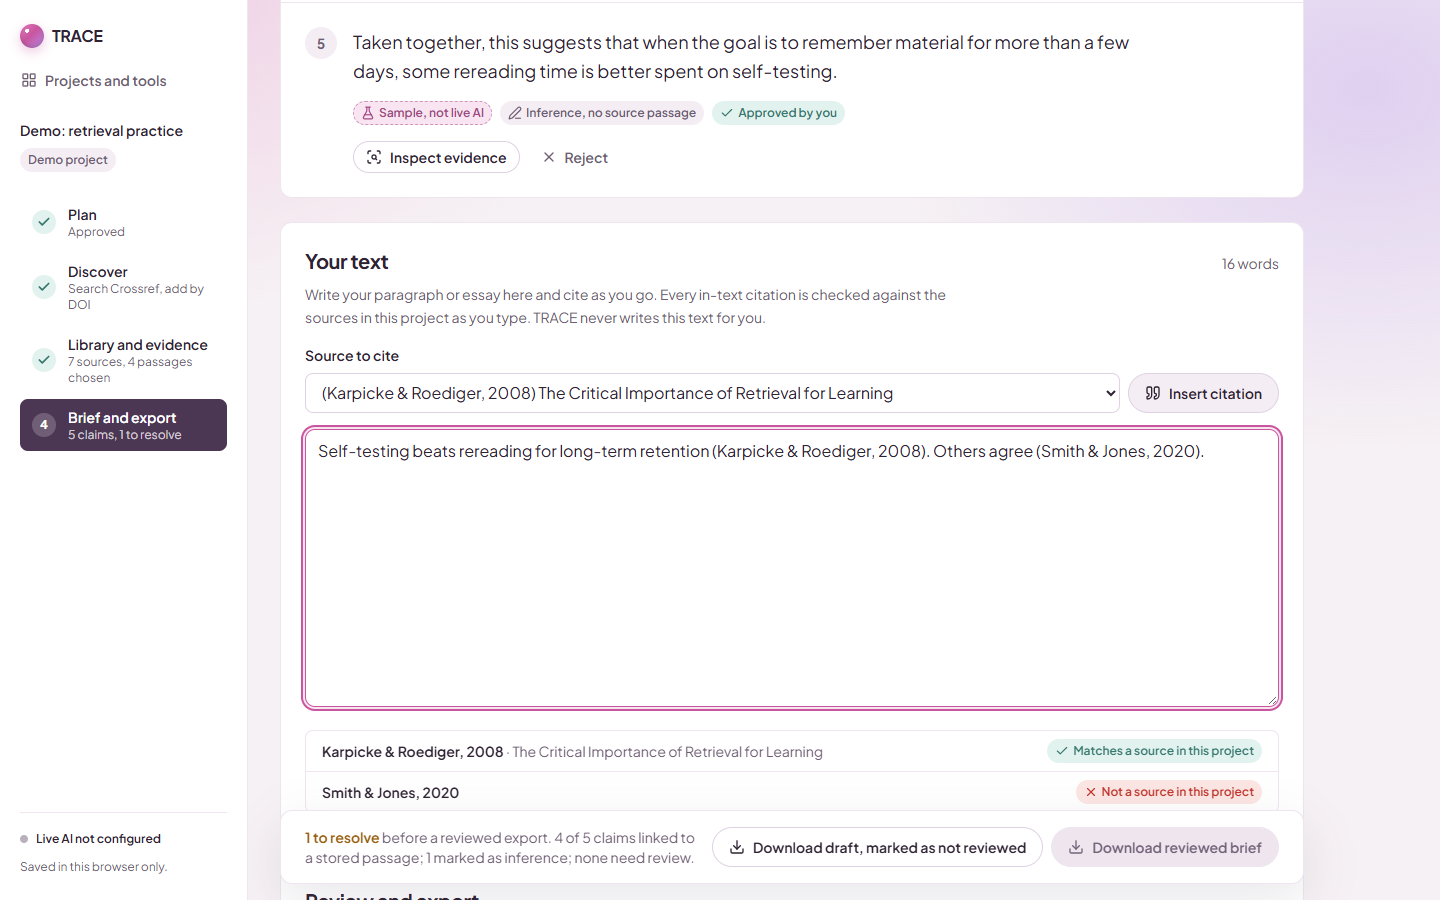 TRACE
Projects and tools
Demo: retrieval practice
Demo project
Plan
Approved
Discover
Search Crossref, add by
DOI
Library and evidence
7 sources, 4 passages
chosen
4
Brief and export
5 claims, 1 to resolve
Live AI not configured
Saved in this browser only.
5
Taken together, this suggests that when the goal is to remember material for more than a few
days, some rereading time is better spent on self-testing.
Sample, not live AI
Inference, no source passage
Approved by you
Inspect evidence
Reject
Your text
16 words
Write your paragraph or essay here and cite as you go. Every in-text citation is checked against the
sources in this project as you type. TRACE never writes this text for you.
Source to cite
(Karpicke & Roediger, 2008) The Critical Importance of Retrieval for Learning
Insert citation
Self-testing beats rereading for long-term retention (Karpicke & Roediger, 2008). Others agree (Smith & Jones, 2020).
Karpicke & Roediger, 2008 · The Critical Importance of Retrieval for Learning
Matches a source in this project
Smith & Jones, 2020
Not a source in this project
1 to resolve before a reviewed export. 4 of 5 claims linked to
a stored passage; 1 marked as inference; none need review.
Download draft, marked as not reviewed
Download reviewed brief
Review and export